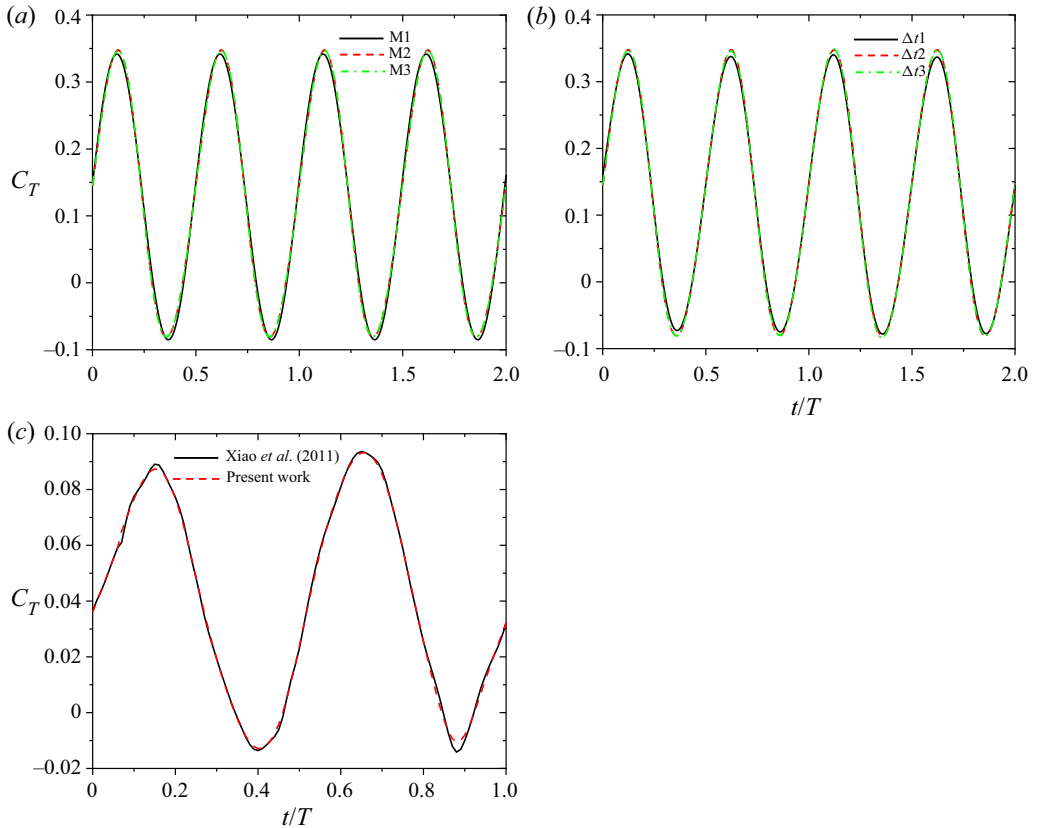 (a)
0.4
0.3
0.2
0.1
0
–0.1
C_T
M1
M2
M3
0 0.5 1.0 1.5 2.0
(b)
0.4
0.3
0.2
0.1
0
–0.1
Δt1
Δt2
Δt3
0 0.5 1.0 1.5 2.0
t/T
(c)
0.10
0.08
0.06
0.04
0.02
0
–0.02
C_T
Xiao et al. (2011)
Present work
0 0.2 0.4 0.6 0.8 1.0
t/T